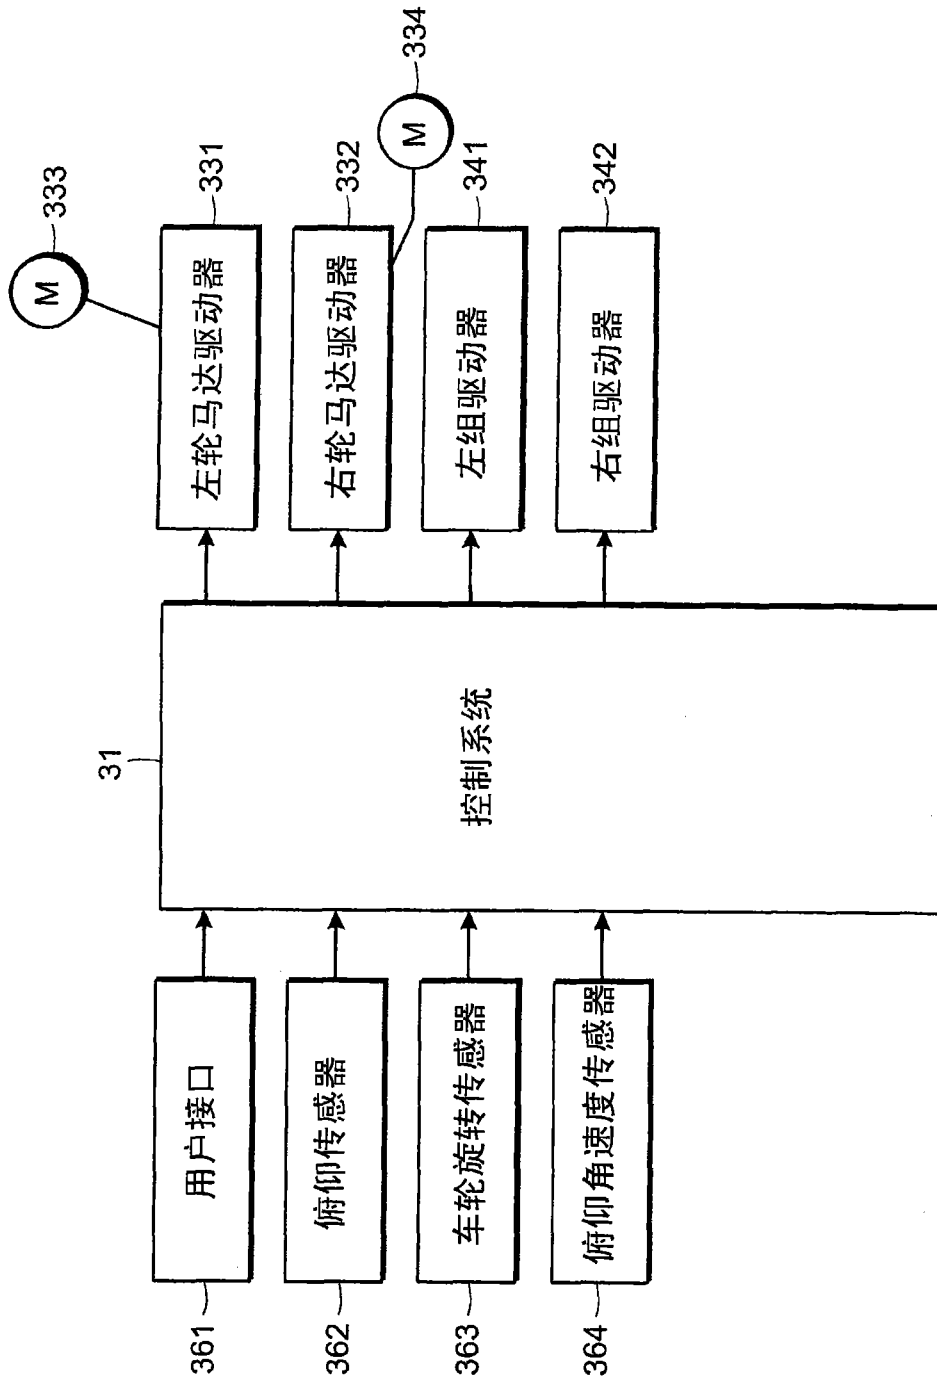 333
M
334
M
331
左轮马达驱动器
332
右轮马达驱动器
341
左组驱动器
342
右组驱动器
31
控制系统
用户接口
361
俯仰传感器
362
车轮旋转传感器
363
俯仰角速度传感器
364